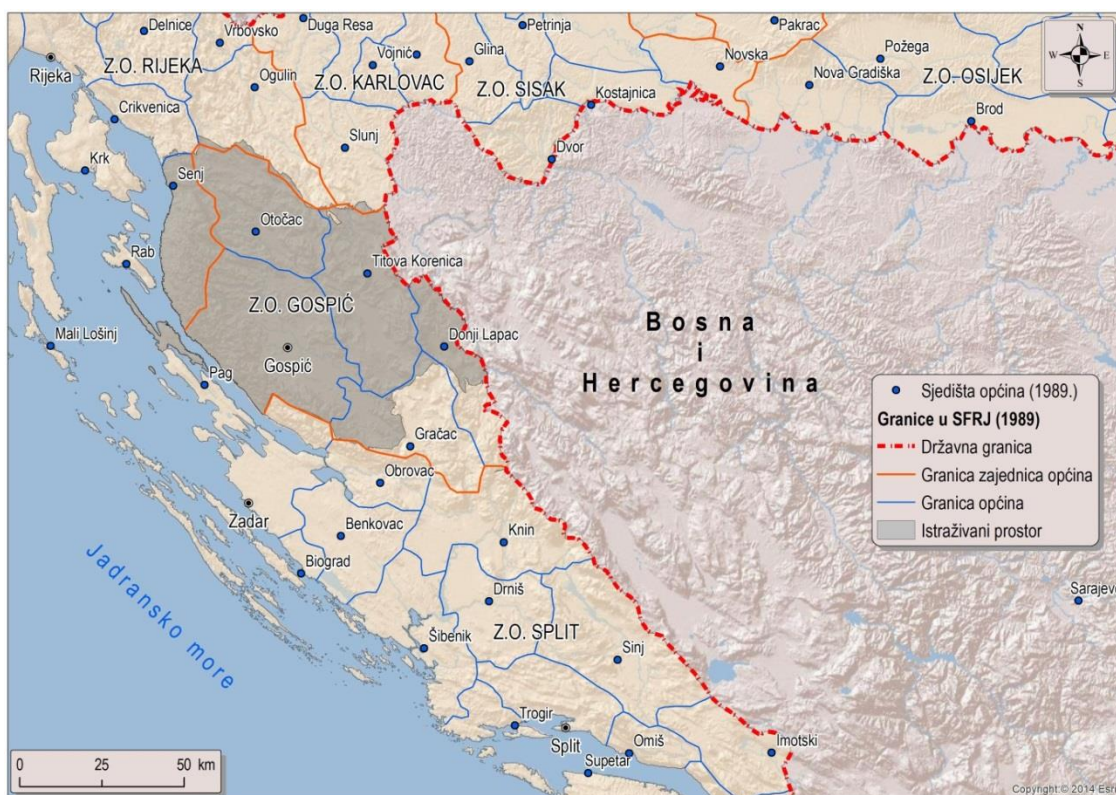 Delnice
Vrbovsko
Duga Resa
Petrinja
Pakrac
N
W E
S
Rijeka
Z.O. RIJEKA
Vojnić
Glina
Novska
Požega
Ogulin
Z.O. KARLOVAC
Z.O. SISAK
Nova Gradiška
Z.O. OSIJEK
Crikvenica
Kostajnica
Brod
Slunj
Dvor
Krk
Senj
Otočac
Rab
Titova Korenica
Z.O. GOSPIĆ
Mali Lošinj
Gospić
Donji Lapac
Pag
Bosna
i
Hercegovina
Sjedišta općina (1989.)
Granice u SFRJ (1989)
Državna granica
Granica zajednica općina
Granica općina
Istraživani prostor
Gračac
Obrovac
Zadar
Benkovac
Knin
Biograd
Jadransko more
Drniš
Sarajevo
Šibenik
Z.O. SPLIT
Sinj
Trogir
Split
Omiš
Imotski
Supetar
0 25 50 km
Copyright:© 2014 Esri